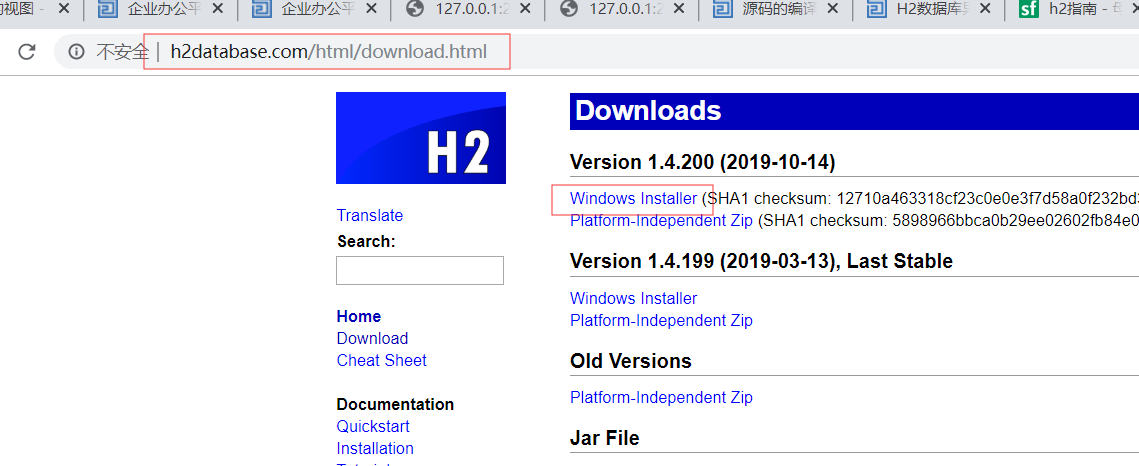 的视图 -
企业办公平
企业办公平
127.0.0.1:2
127.0.0.1:
源码的编译
H2数据库
sf h2指南 -
不安全 | h2database.com/html/download.html
H2
Translate
Search:
Home
Download
Cheat Sheet
Documentation
Quickstart
Installation
Downloads
Version 1.4.200 (2019-10-14)
Windows Installer (SHA1 checksum: 12710a463318cf23c0e0e3f7d58a0f232bd3
Platform-Independent Zip (SHA1 checksum: 5898966bbca0b29ee02602fb84e0
Version 1.4.199 (2019-03-13), Last Stable
Windows Installer
Platform-Independent Zip
Old Versions
Platform-Independent Zip
Jar File